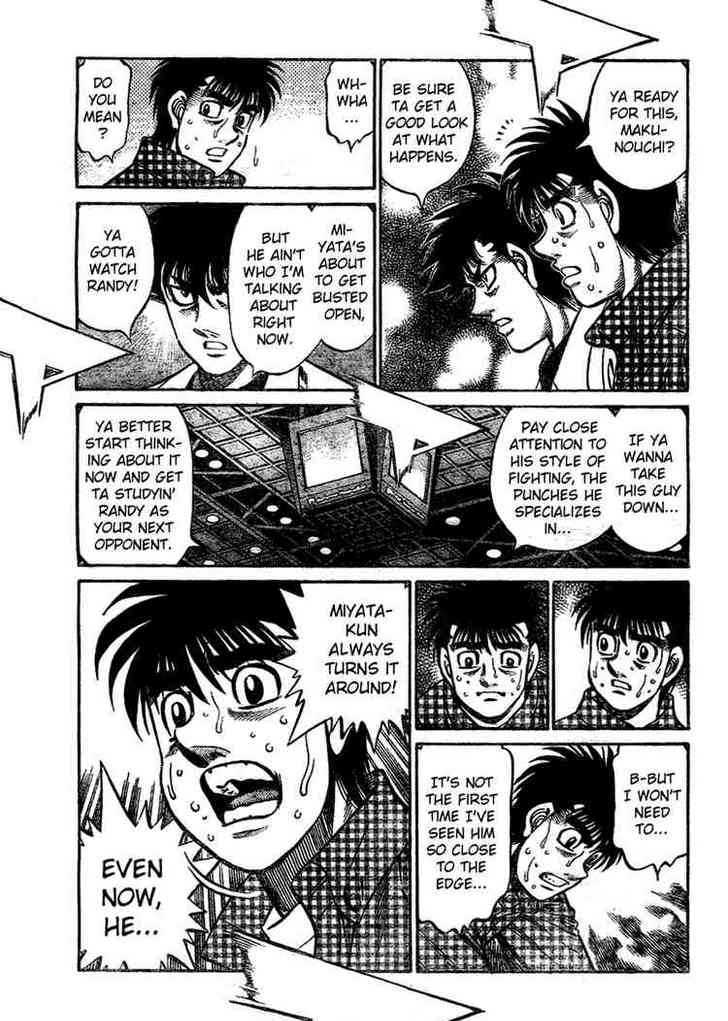 YA READY
FOR THIS,
MAKU-
NOUCHI?
BE SURE
TA GET A
GOOD LOOK
AT WHAT
HAPPENS.
WH-
WHA
...
DO
YOU
MEAN
?
MI-
YATA'S
ABOUT
TO GET
BUSTED
OPEN,
BUT
HE AIN'T
WHO I'M
TALKING
ABOUT
RIGHT
NOW.
YA
GOTTA
WATCH
RANDY!
IF YA
WANNA
TAKE
THIS GUY
DOWN...
PAY CLOSE
ATTENTION TO
HIS STYLE OF
FIGHTING, THE
PUNCHES HE
SPECIALIZES
IN...
YA BETTER
START THINK-
ING ABOUT IT
NOW AND GET
TA STUDYIN'
RANDY AS
YOUR NEXT
OPPONENT.
B-BUT
I WON'T
NEED
TO...
IT'S NOT
THE FIRST
TIME I'VE
SEEN HIM
SO CLOSE
TO THE
EDGE...
MIYATA-
KUN
ALWAYS
TURNS IT
AROUND!
EVEN
NOW,
HE...